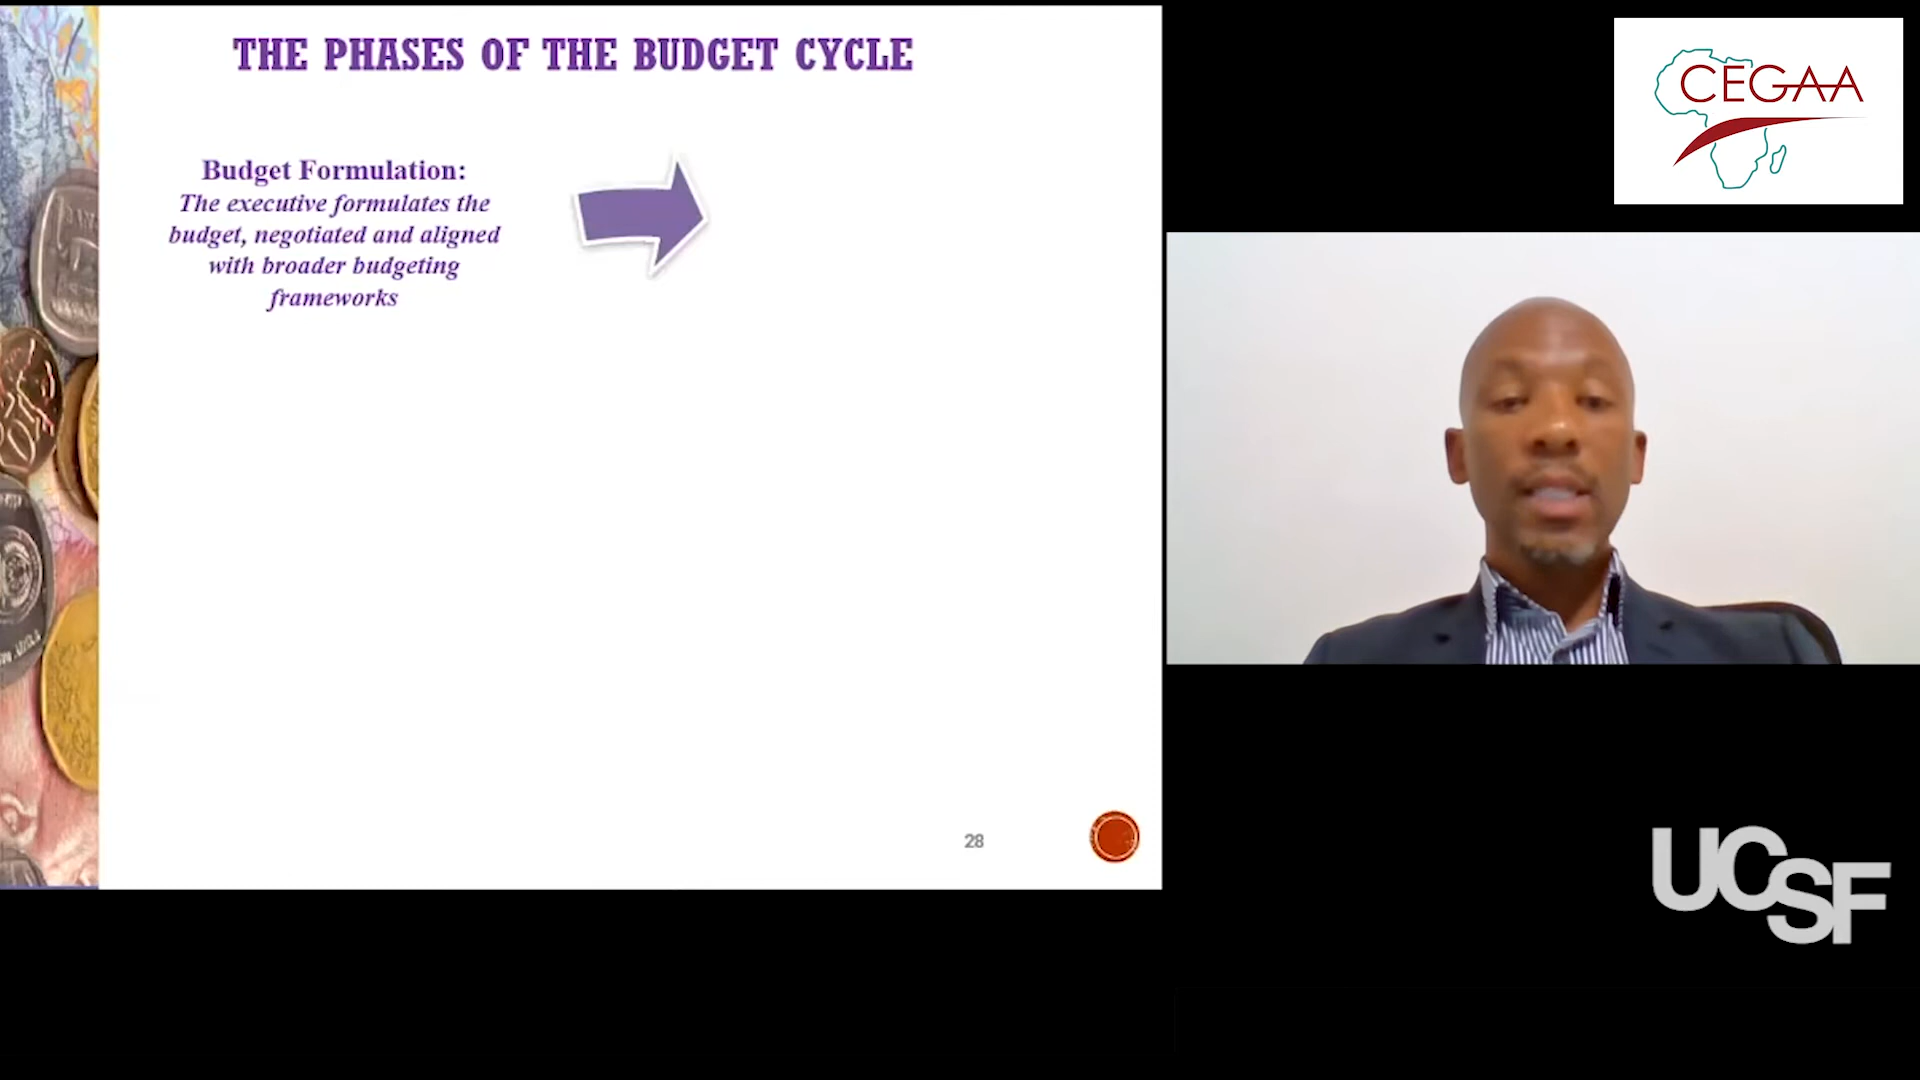 THE PHASES OF THE BUDGET CYCLE
Budget Formulation:
The executive formulates the
budget, negotiated and aligned
with broader budgeting
frameworks
28
CEGAA
UCSF